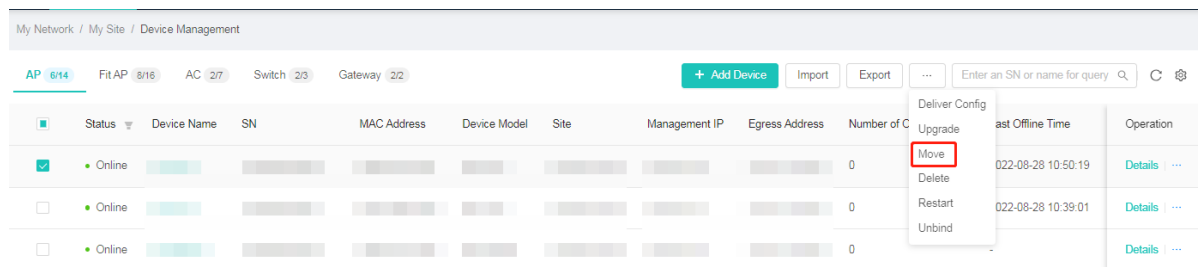 My Network / My Site / Device Management
AP 6/14 Fit AP 8/16 AC 2/7 Switch 2/3 Gateway 2/2 + Add Device Import Export ... Enter an SN or name for query
Deliver Config
Status Device Name SN MAC Address Device Model Site Management IP Egress Address Number of C ast Offline Time Operation
Upgrade
Move
Online 0 022-08-28 10:50:19 Details ...
Delete
Restart
Online 0 022-08-28 10:39:01 Details ...
Unbind
Online 0 - Details ...